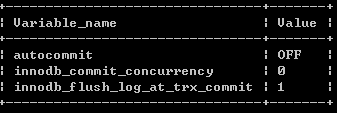 +--------------------------------+-------+
| Variable_name                  | Value |
+--------------------------------+-------+
| autocommit                     | OFF   |
| innodb_commit_concurrency      | 0     |
| innodb_flush_log_at_trx_commit | 1     |
+--------------------------------+-------+